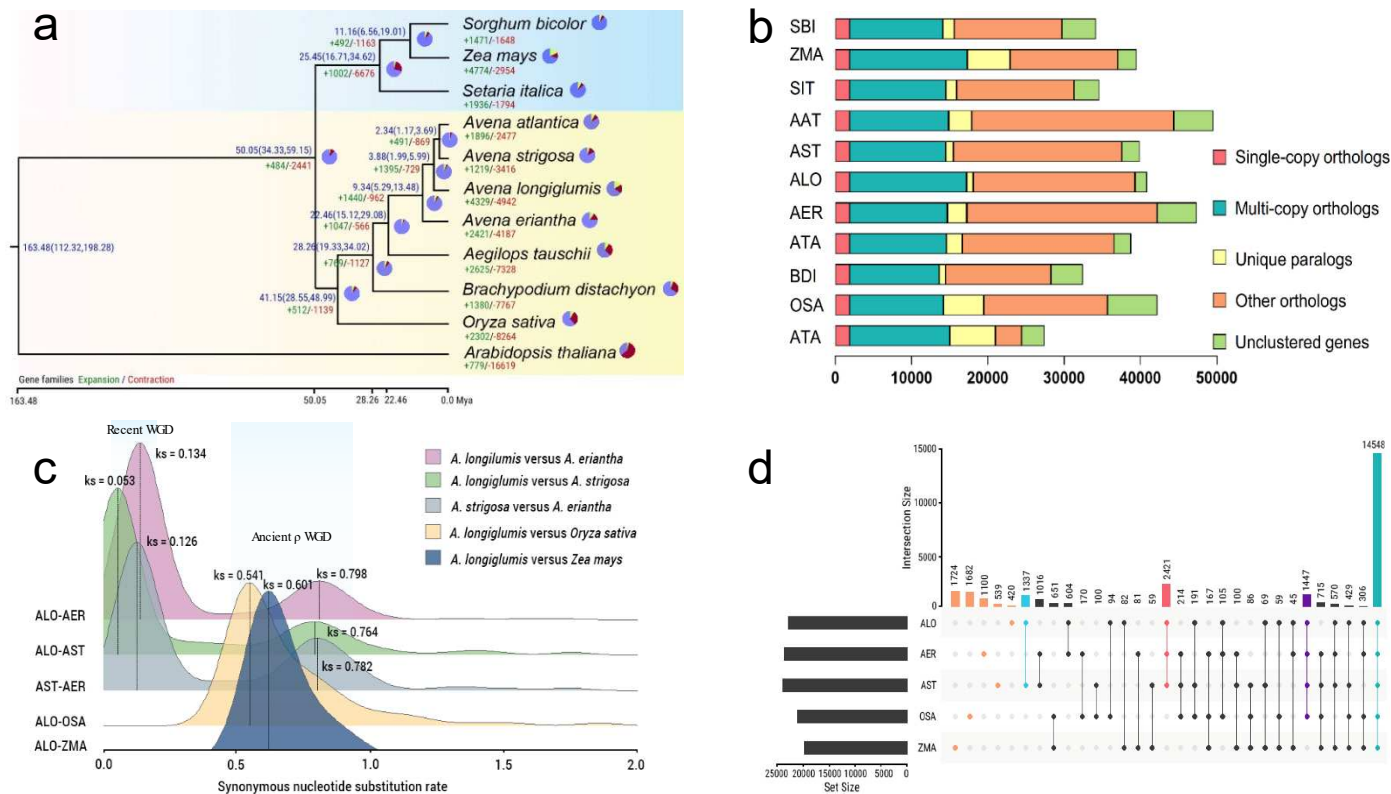 a
Sorghum bicolor
+1471/-1648
11.16(6.56,19.01)
+492/-1163
Zea mays
+4774/-2954
25.45(16.71,34.62)
+1002/-6676
Setaria italica
+1936/-1794
Avena atlantica
+1896/-2477
2.34(1.17,3.69)
+491/-869
Avena strigosa
+1219/-3416
50.05(34.33,59.15)
+484/-2441
3.88(1.99,5.99)
+1395/-729
Avena longiglumis
+4329/-4942
9.34(5.29,13.48)
+1440/-962
Avena eriantha
+2421/-4187
22.46(15.12,29.08)
+1047/-566
163.48(112.32,198.28)
28.26(19.33,34.02)
+769/-1127
Aegilops tauschii
+2625/-7328
Brachypodium distachyon
+1380/-7767
41.15(28.55,48.99)
+512/-1139
Oryza sativa
+2302/-8264
Arabidopsis thaliana
+779/-16619
Gene families Expansion / Contraction
163.48 50.05 28.26 22.46 0.0 Mya
b
SBI
ZMA
SIT
AAT
AST
ALO
AER
ATA
BDI
OSA
ATA
0 10000 20000 30000 40000 50000
Single-copy orthologs
Multi-copy orthologs
Unique paralogs
Other orthologs
Unclustered genes
c
Recent WGD
ks = 0.134
ks = 0.053
ks = 0.126
Ancient ρ WGD
ks = 0.541
ks = 0.601
ks = 0.798
ks = 0.764
ks = 0.782
A. longilumis versus A. eriantha
A. longiglumis versus A. strigosa
A. strigosa versus A. eriantha
A. longiglumis versus Oryza sativa
A. longiglumis versus Zea mays
ALO-AER
ALO-AST
AST-AER
ALO-OSA
ALO-ZMA
0.0 0.5 1.0 1.5 2.0
Synonymous nucleotide substitution rate
d
15000
10000
5000
0
Intersection Size
1724 1682 1100 539 420 1337 1016 651 604 170 100 94 82 81 59 2421 214 191 167 105 100 86 69 59 45 1447 715 570 429 306 14548
ALO
AER
AST
OSA
ZMA
25000 20000 15000 10000 5000 0
Set Size